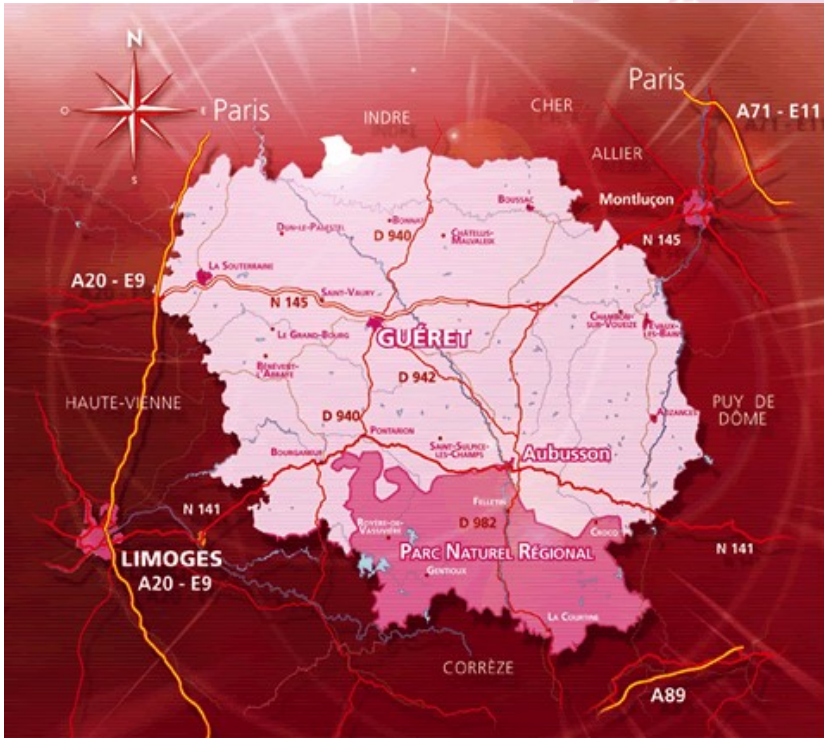 N
O
E
S
Paris
INDRE
CHER
Paris
A71 - E11
ALLIER
Montluçon
BOUSSAC
BONNAT
DUN-LE-PALESTEL
D 940
CHÂTELUS-
MALVALEIX
N 145
LA SOUTERRAINE
A20 - E9
SAINT-VAURY
N 145
CHAMBON-
SUR-VOUEIZE
EVAUX-
LES-BAINS
LE GRAND-BOURG
GUÉRET
BÉNÉVENT-
L'ABBAYE
D 942
HAUTE-VIENNE
PUY DE
DÔME
D 940
AUZANCES
PONTARION
SAINT-SULPICE-
LES-CHAMPS
BOURGANEUF
Aubusson
N 141
FELLETIN
ROYÈRE-DE-
VASSIVIÈRE
D 982
CROCQ
LIMOGES
A20 - E9
PARC NATUREL RÉGIONAL
N 141
GENTIOUX
LA COURTINE
CORRÈZE
A89